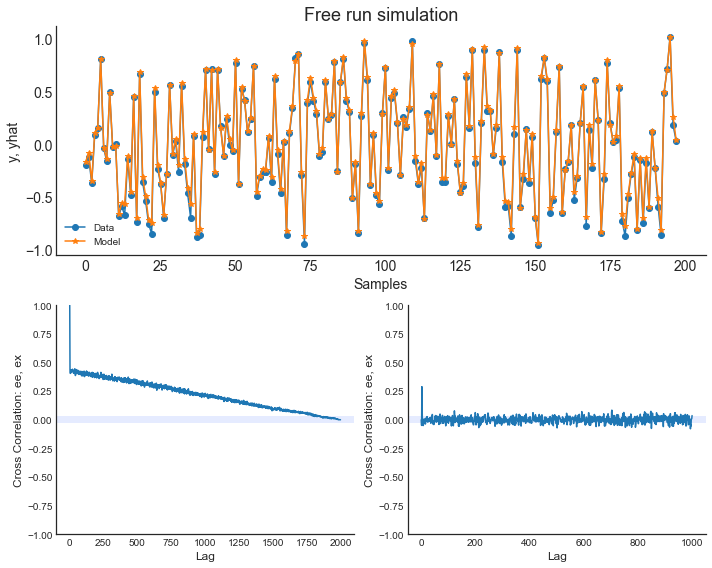 Free run simulation
y, yhat
1.0
0.5
0.0
−0.5
−1.0
Data
Model
0 25 50 75 100 125 150 175 200
Samples
Cross Correlation: ee, ex
1.00
0.75
0.50
0.25
0.00
−0.25
−0.50
−0.75
−1.00
0 250 500 750 1000 1250 1500 1750 2000
Lag
Cross Correlation: ee, ex
1.00
0.75
0.50
0.25
0.00
−0.25
−0.50
−0.75
−1.00
0 200 400 600 800 1000
Lag